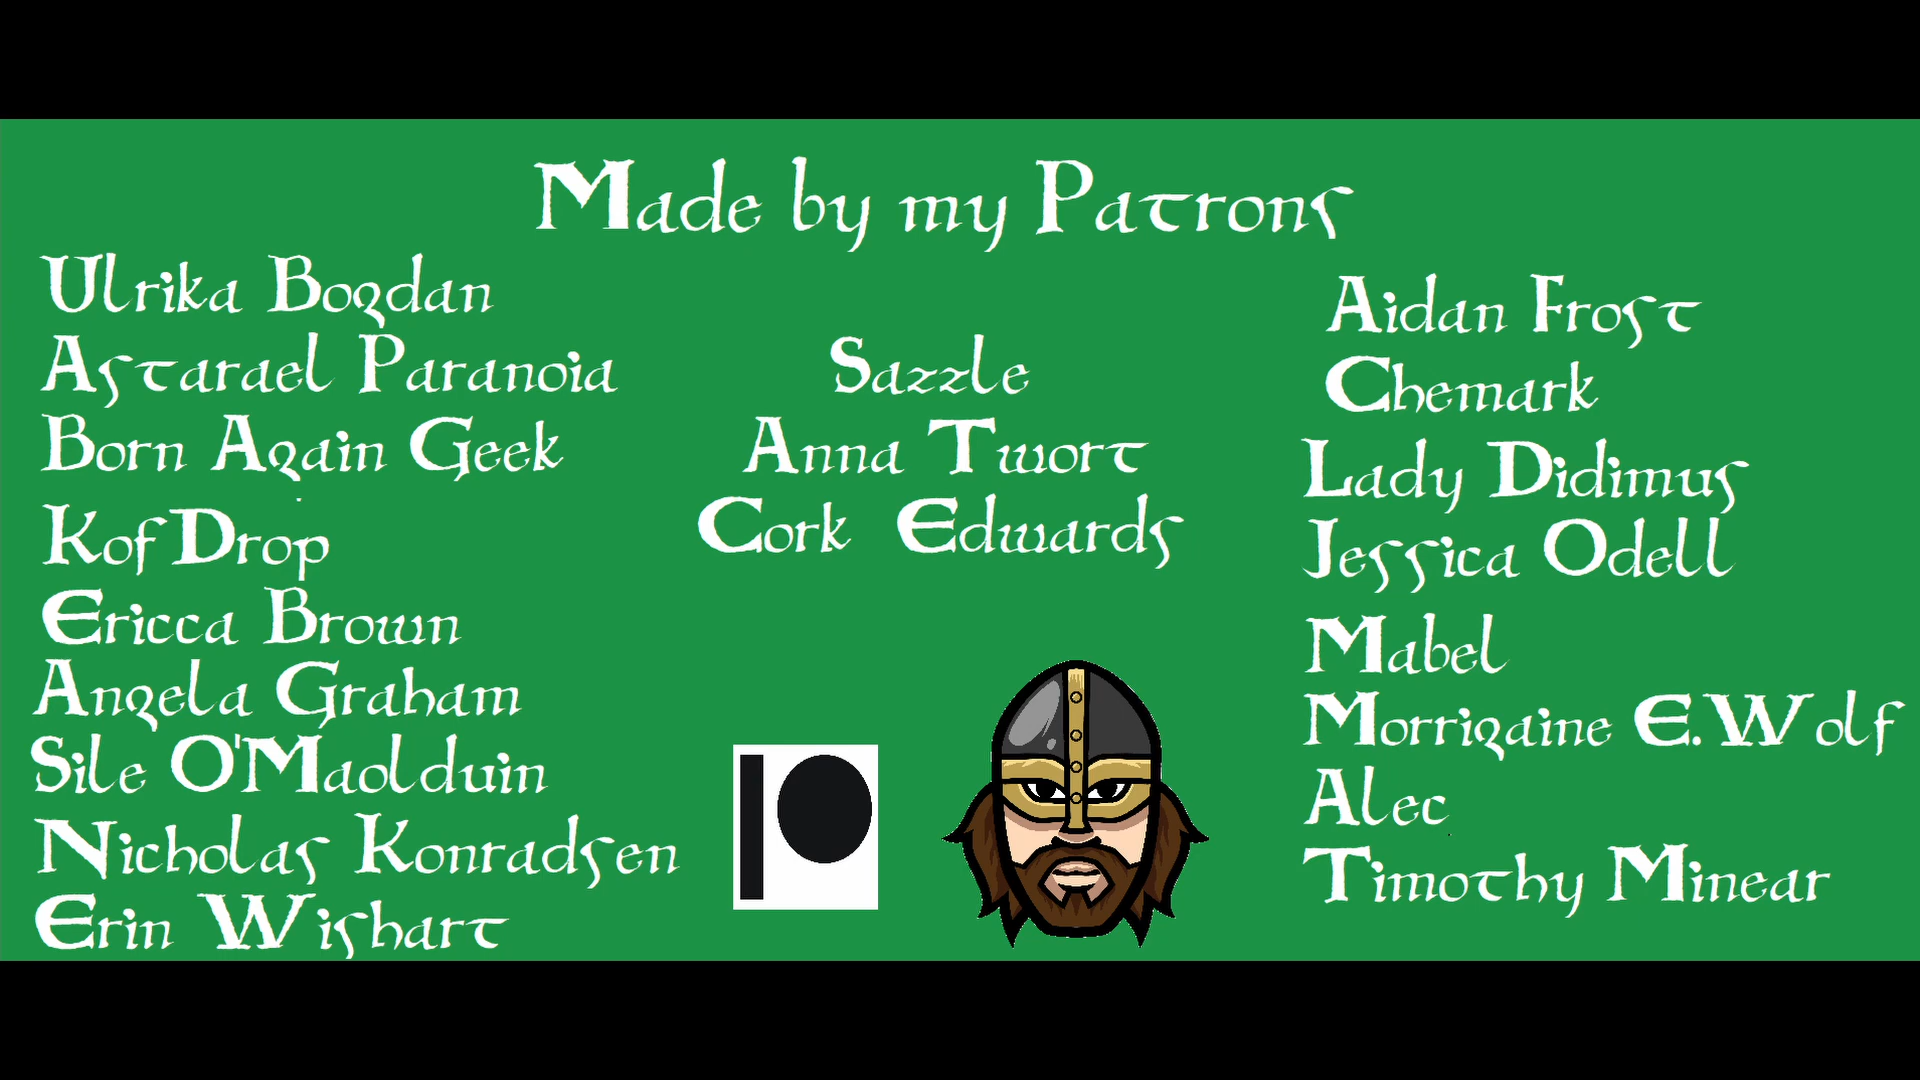 Made by my Patrons
Ulrika Bogdan
Astarael Paranoia
Born Again Geek
KofDrop
Ericca Brown
Angela Graham
Sile O'Maolduin
Nicholas Konradsen
Erin Wishart
Sazzle
Anna Twort
Cork Edwards
Aidan Frost
Chemark
Lady Didimus
Jessica Odell
Mabel
Morrigaine E.Wolf
Alec
Timothy Minear